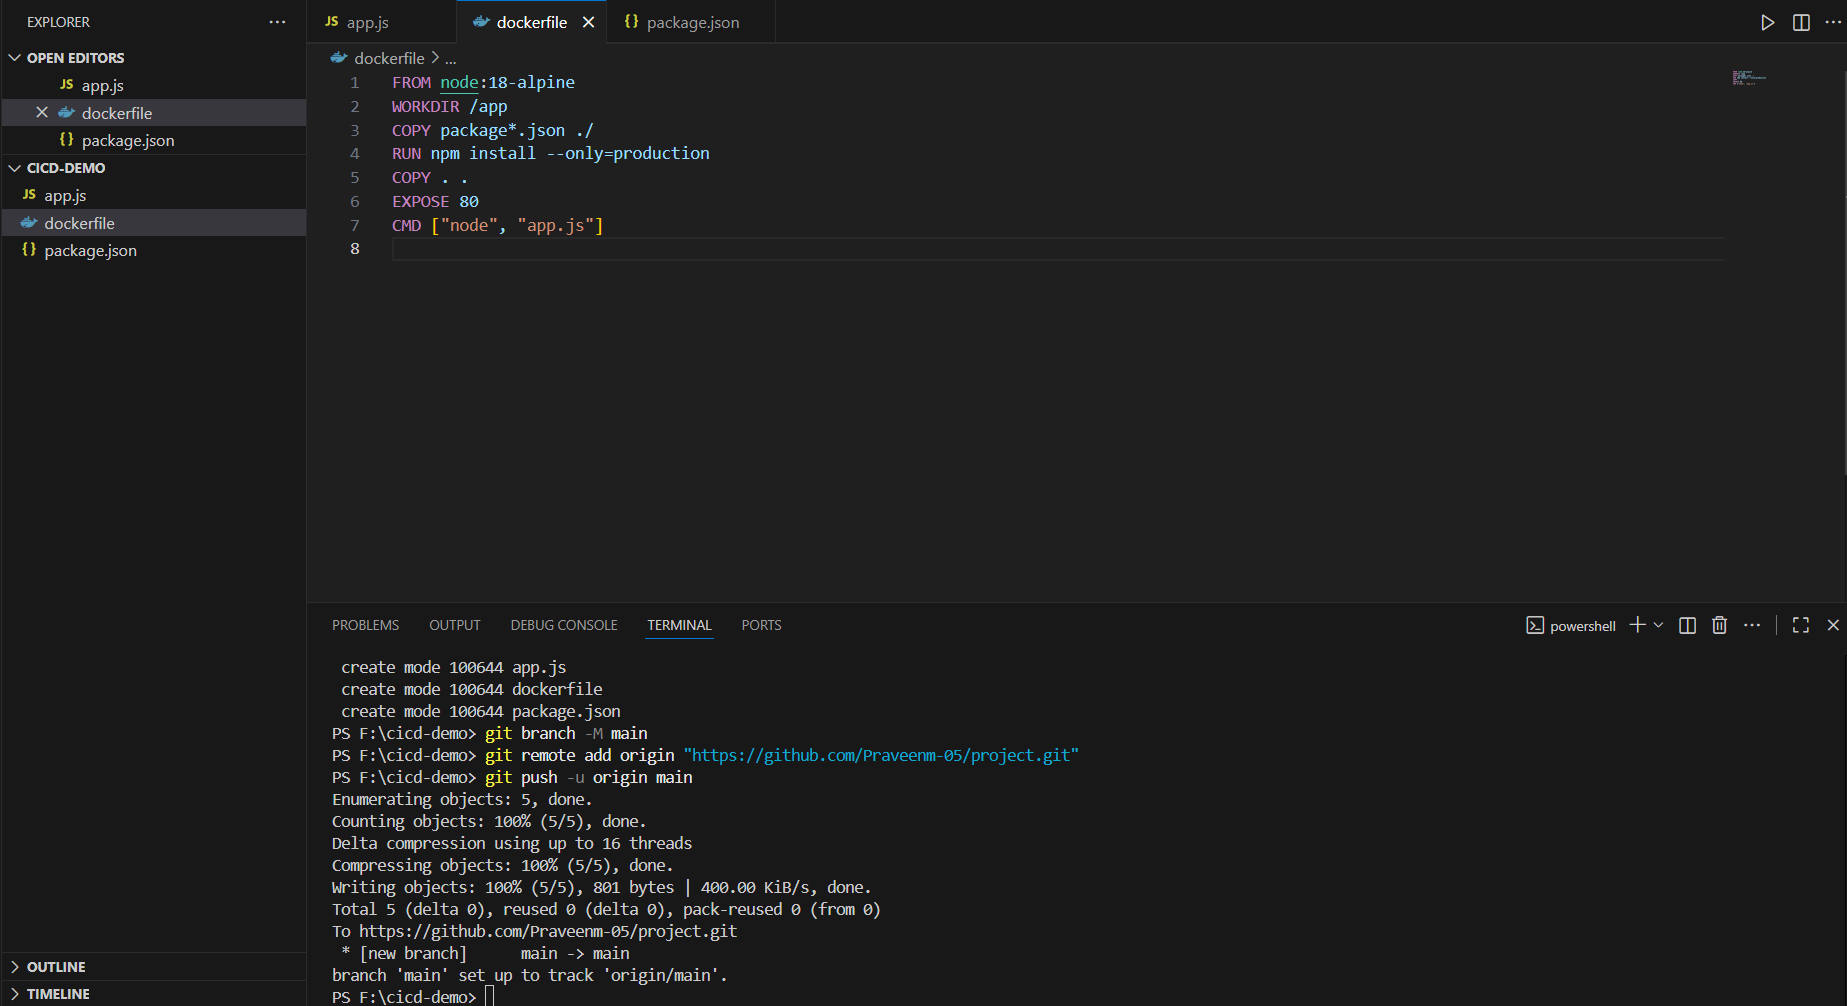 EXPLORER
OPEN EDITORS
JS app.js
dockerfile
{} package.json
CICD-DEMO
JS app.js
dockerfile
{} package.json
OUTLINE
TIMELINE
JS app.js
dockerfile
{} package.json
dockerfile > ...
1 FROM node:18-alpine
2 WORKDIR /app
3 COPY package*.json ./
4 RUN npm install --only=production
5 COPY . .
6 EXPOSE 80
7 CMD ["node", "app.js"]
8
PROBLEMS OUTPUT DEBUG CONSOLE TERMINAL PORTS
powershell
create mode 100644 app.js
create mode 100644 dockerfile
create mode 100644 package.json
PS F:\cicd-demo> git branch -M main
PS F:\cicd-demo> git remote add origin "https://github.com/Praveenm-05/project.git"
PS F:\cicd-demo> git push -u origin main
Enumerating objects: 5, done.
Counting objects: 100% (5/5), done.
Delta compression using up to 16 threads
Compressing objects: 100% (5/5), done.
Writing objects: 100% (5/5), 801 bytes | 400.00 KiB/s, done.
Total 5 (delta 0), reused 0 (delta 0), pack-reused 0 (from 0)
To https://github.com/Praveenm-05/project.git
* [new branch] main -> main
branch 'main' set up to track 'origin/main'.
PS F:\cicd-demo>